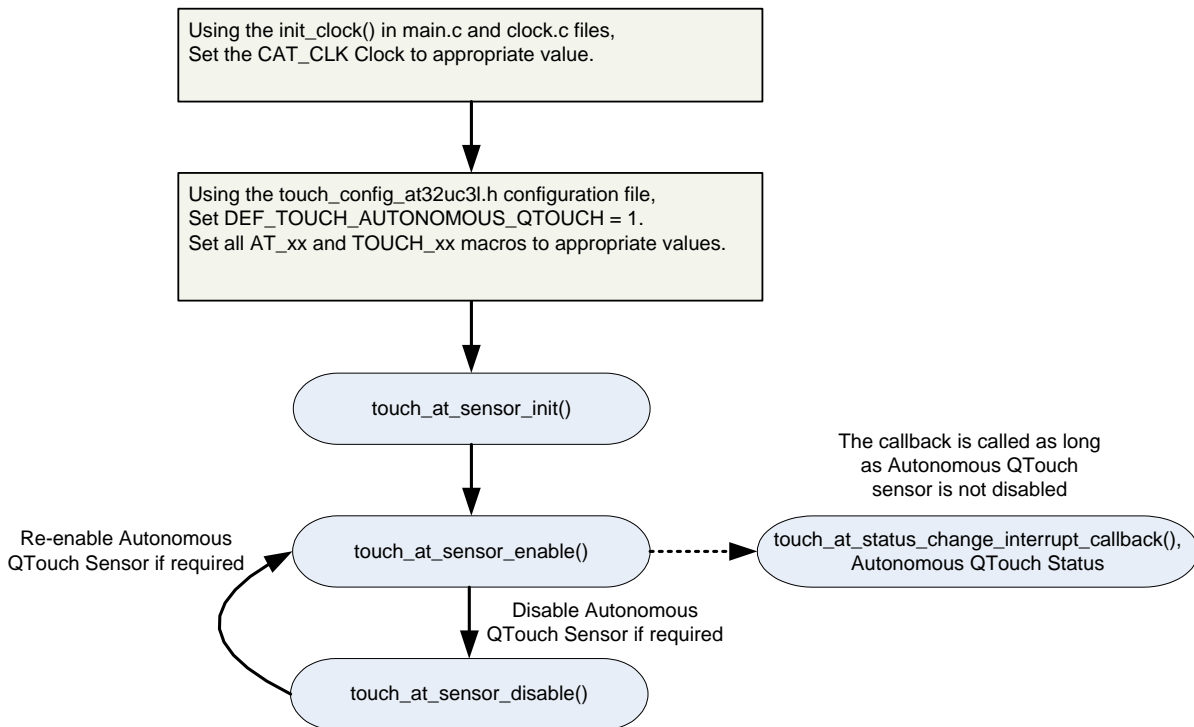 Using the init_clock() in main.c and clock.c files,
Set the CAT_CLK Clock to appropriate value.
Using the touch_config_at32uc3l.h configuration file,
Set DEF_TOUCH_AUTONOMOUS_QTOUCH = 1.
Set all AT_xx and TOUCH_xx macros to appropriate values.
touch_at_sensor_init()
The callback is called as long
as Autonomous QTouch
sensor is not disabled
Re-enable Autonomous
QTouch Sensor if required
touch_at_sensor_enable()
touch_at_status_change_interrupt_callback(),
Autonomous QTouch Status
Disable Autonomous
QTouch Sensor if required
touch_at_sensor_disable()